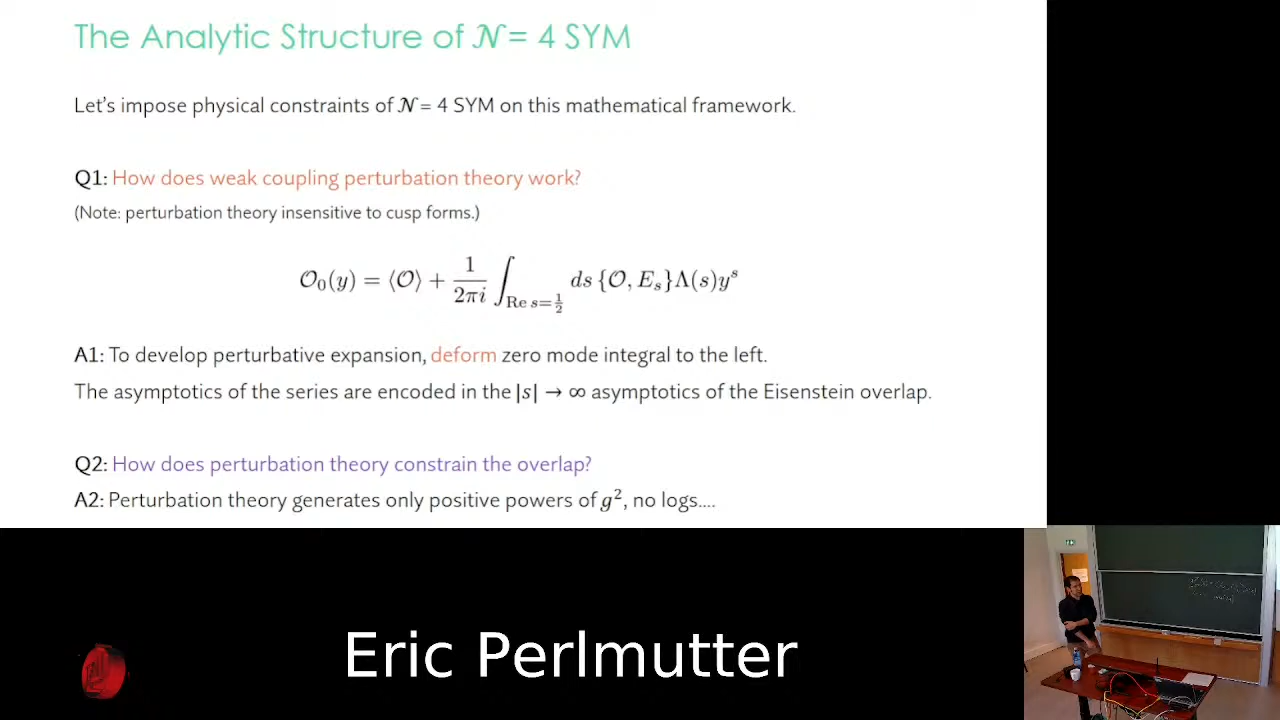 The Analytic Structure of 𝒩 = 4 SYM
Let's impose physical constraints of 𝒩 = 4 SYM on this mathematical framework.
Q1: How does weak coupling perturbation theory work?
(Note: perturbation theory insensitive to cusp forms.)
𝒪₀(y) = ⟨𝒪⟩ + 1/2πi ∫_{Re s=1/2} ds {𝒪, E_s}Λ(s)y^s
A1: To develop perturbative expansion, deform zero mode integral to the left.
The asymptotics of the series are encoded in the |s| → ∞ asymptotics of the Eisenstein overlap.
Q2: How does perturbation theory constrain the overlap?
A2: Perturbation theory generates only positive powers of g², no logs....
Eric Perlmutter